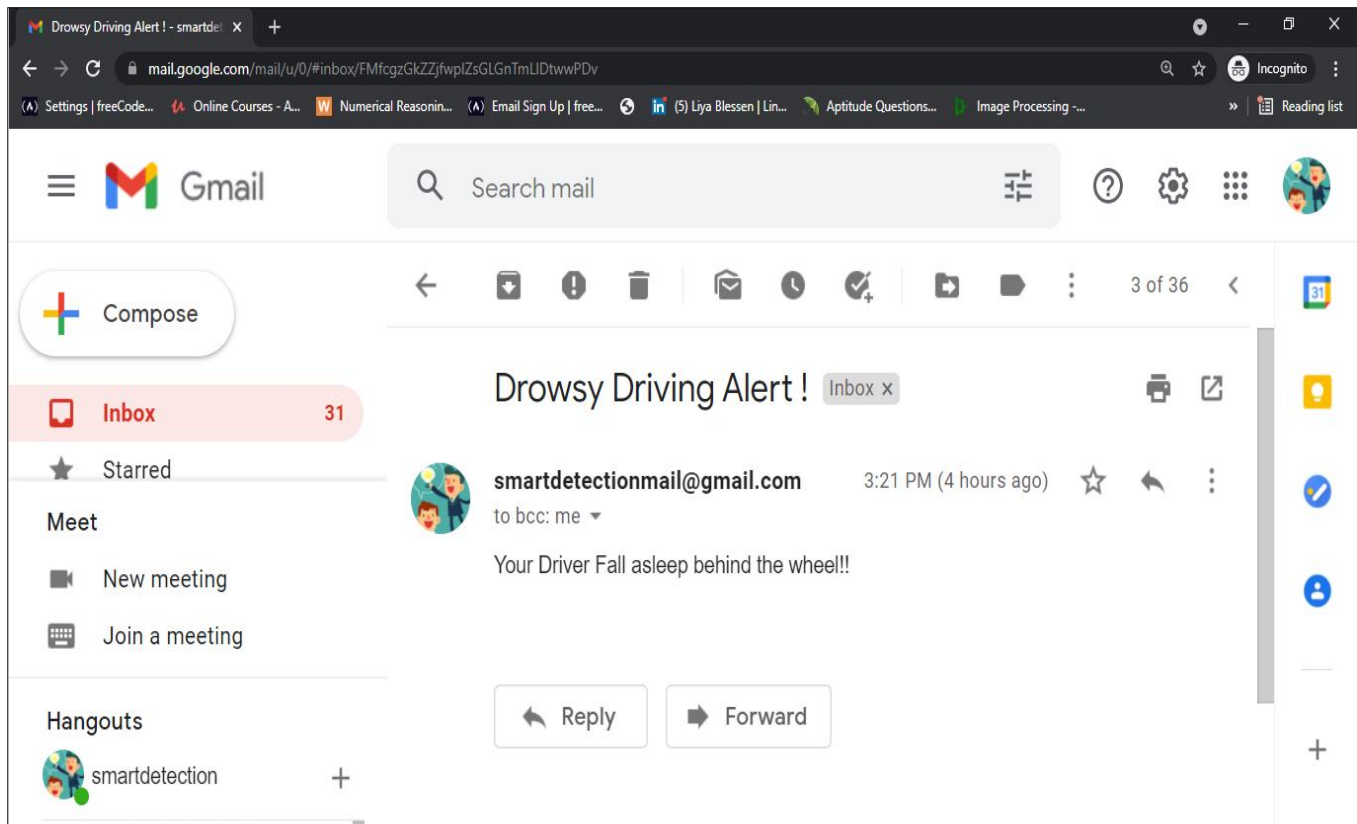 Drowsy Driving Alert ! - smartdet
mail.google.com/mail/u/0/#inbox/FMfcgzGkZZjfwplZsGLGnTmLlDtwwPDv
Incognito
Settings | freeCode... Online Courses - A... W Numerical Reasonin... Email Sign Up | free... in (5) Liya Blessen | Lin... Aptitude Questions... Image Processing -... » Reading list
Gmail
Search mail
Compose
3 of 36
31
Drowsy Driving Alert ! Inbox x
Inbox 31
Starred
smartdetectionmail@gmail.com 3:21 PM (4 hours ago)
to bcc: me
Your Driver Fall asleep behind the wheel!!
Meet
New meeting
Join a meeting
Reply Forward
Hangouts
smartdetection +